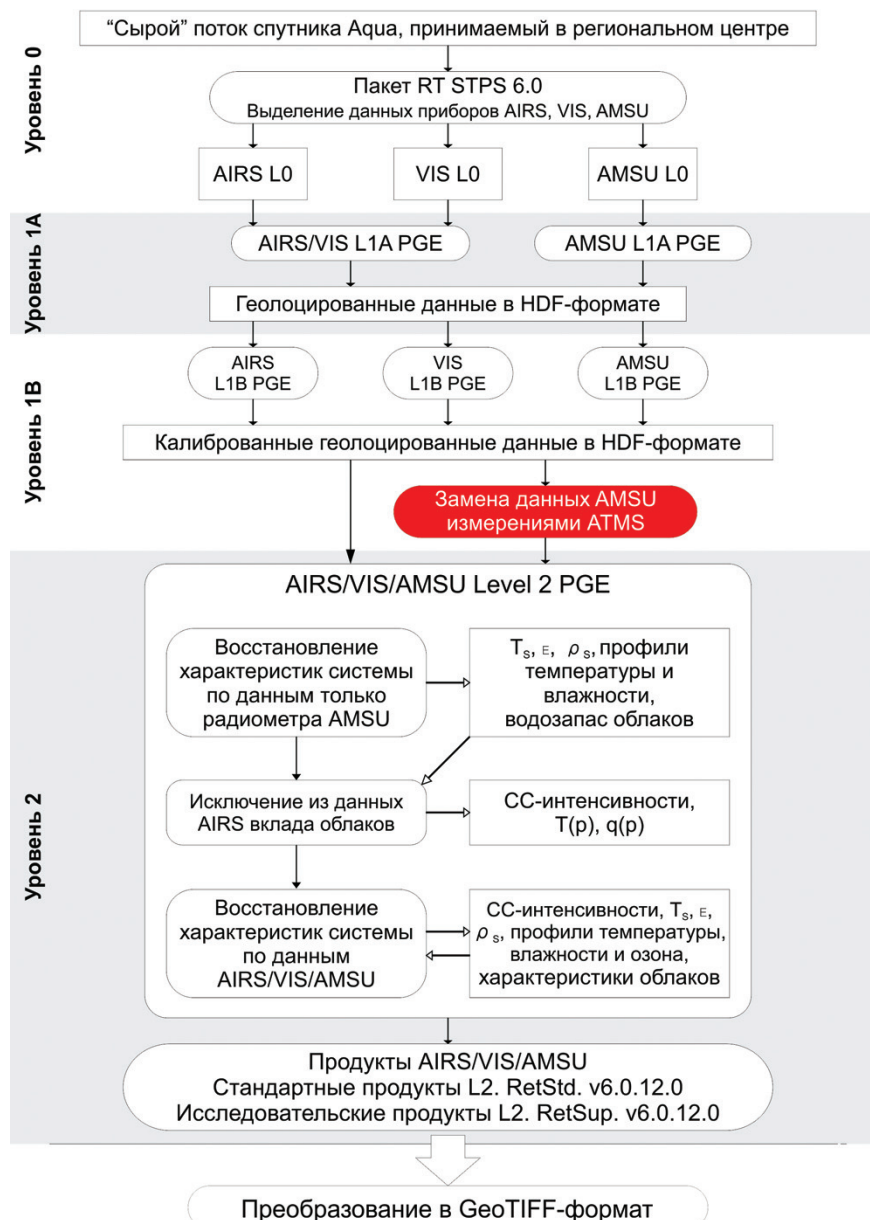 Уровень 0
“Сырой” поток спутника Aqua, принимаемый в региональном центре
Пакет RT STPS 6.0
Выделение данных приборов AIRS, VIS, AMSU
AIRS L0
VIS L0
AMSU L0
Уровень 1A
AIRS/VIS L1A PGE
AMSU L1A PGE
Геолоцированные данные в HDF-формате
Уровень 1B
AIRS
L1B PGE
VIS
L1B PGE
AMSU
L1B PGE
Калиброванные геолоцированные данные в HDF-формате
Замена данных AMSU
измерениями ATMS
Уровень 2
AIRS/VIS/AMSU Level 2 PGE
Восстановление
характеристик системы
по данным только
радиометра AMSU
Ts, E, ρs, профили
температуры и
влажности,
водозапас облаков
Исключение из данных
AIRS вклада облаков
СС-интенсивности,
T(p), q(p)
Восстановление
характеристик системы
по данным
AIRS/VIS/AMSU
СС-интенсивности, Ts, E,
ρs, профили температуры,
влажности и озона,
характеристики облаков
Продукты AIRS/VIS/AMSU
Стандартные продукты L2. RetStd. v6.0.12.0
Исследовательские продукты L2. RetSup. v6.0.12.0
Преобразование в GeoTIFF-формат